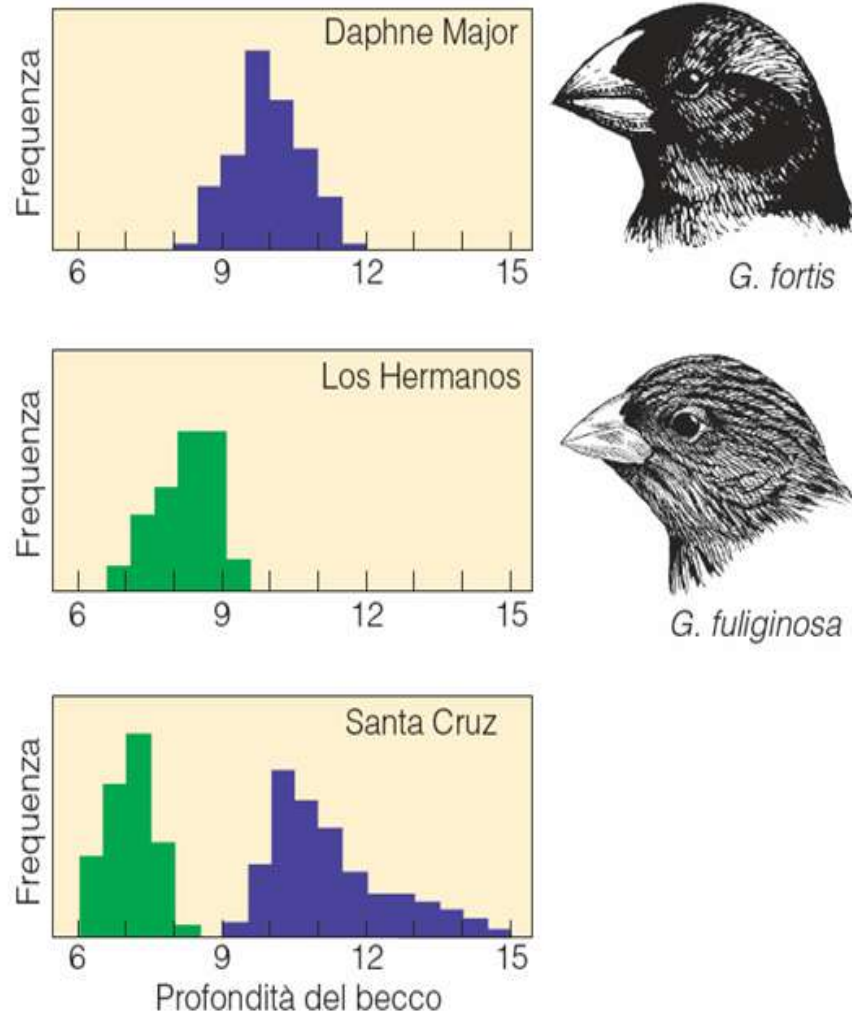 Daphne Major
Frequenza
6 9 12 15
G. fortis
Los Hermanos
Frequenza
6 9 12 15
G. fuliginosa
Santa Cruz
Frequenza
6 9 12 15
Profondità del becco